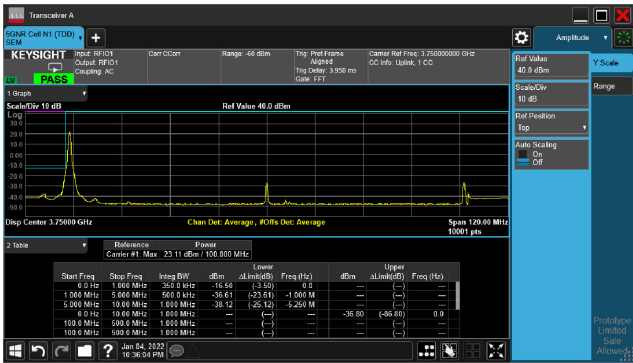 Transceiver A
5GNR Cell N1 (TDD)
SEM
Amplitude
KEYSIGHT
Input: RFIO1
Output: RFIO1
Coupling: AC
Corr CCorr
Range: -60 dBm
Trig: Pret Frame
Aligned
Trig Delay: 3.950 ms
Gate: FFT
Carrier Ref Freq: 3.750000000 GHz
CC Info: Uplink, 1 CC
PASS
1 Graph
Scale/Div 10 dB
Ref Value 40.0 dBm
Log
30.0
20.0
10.0
0.00
-10.0
-20.0
-30.0
-40.0
-50.0
Disp Center 3.75000 GHz
Chan Det: Average, #Offs Det: Average
Span 120.00 MHz
10001 pts
2 Table
Reference Power
Carrier #1: Max 23.11 dBm / 100.000 MHz
Lower Upper
Start Freq Stop Freq Integ BW dBm ΔLimit(dB) Freq (Hz) dBm ΔLimit(dB) Freq (Hz)
0.0 Hz 1.000 MHz 350.0 kHz -16.50 (-3.50) 0.0 --- (---) ---
1.000 MHz 5.000 MHz 500.0 kHz -36.61 (-23.61) -1.000 M --- (---) ---
5.000 MHz 10.00 MHz 1.000 MHz -38.12 (-25.12) -5.250 M --- (---) ---
0.0 Hz 10.00 MHz 1.000 MHz --- (---) --- -36.80 (-86.80) 0.0
100.0 MHz 500.0 MHz 1.000 MHz --- (---) --- --- (---) ---
100.0 MHz 500.0 MHz 1.000 MHz --- (---) --- --- (---) ---
Ref Value
40.0 dBm
Scale/Div
10 dB
Ref Position
Top
Auto Scaling
On
Off
Y Scale
Range
Prototype
Limited
Sale
Allowed
Jan 04, 2022
10:36:04 PM